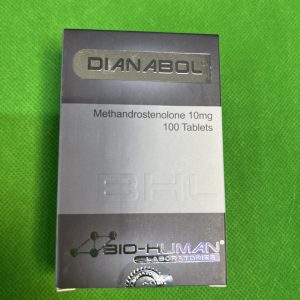 DIANABOL
Methandrostenolone 10mg
100 Tablets
BHL
BIO-HUMAN
LABORATORIES